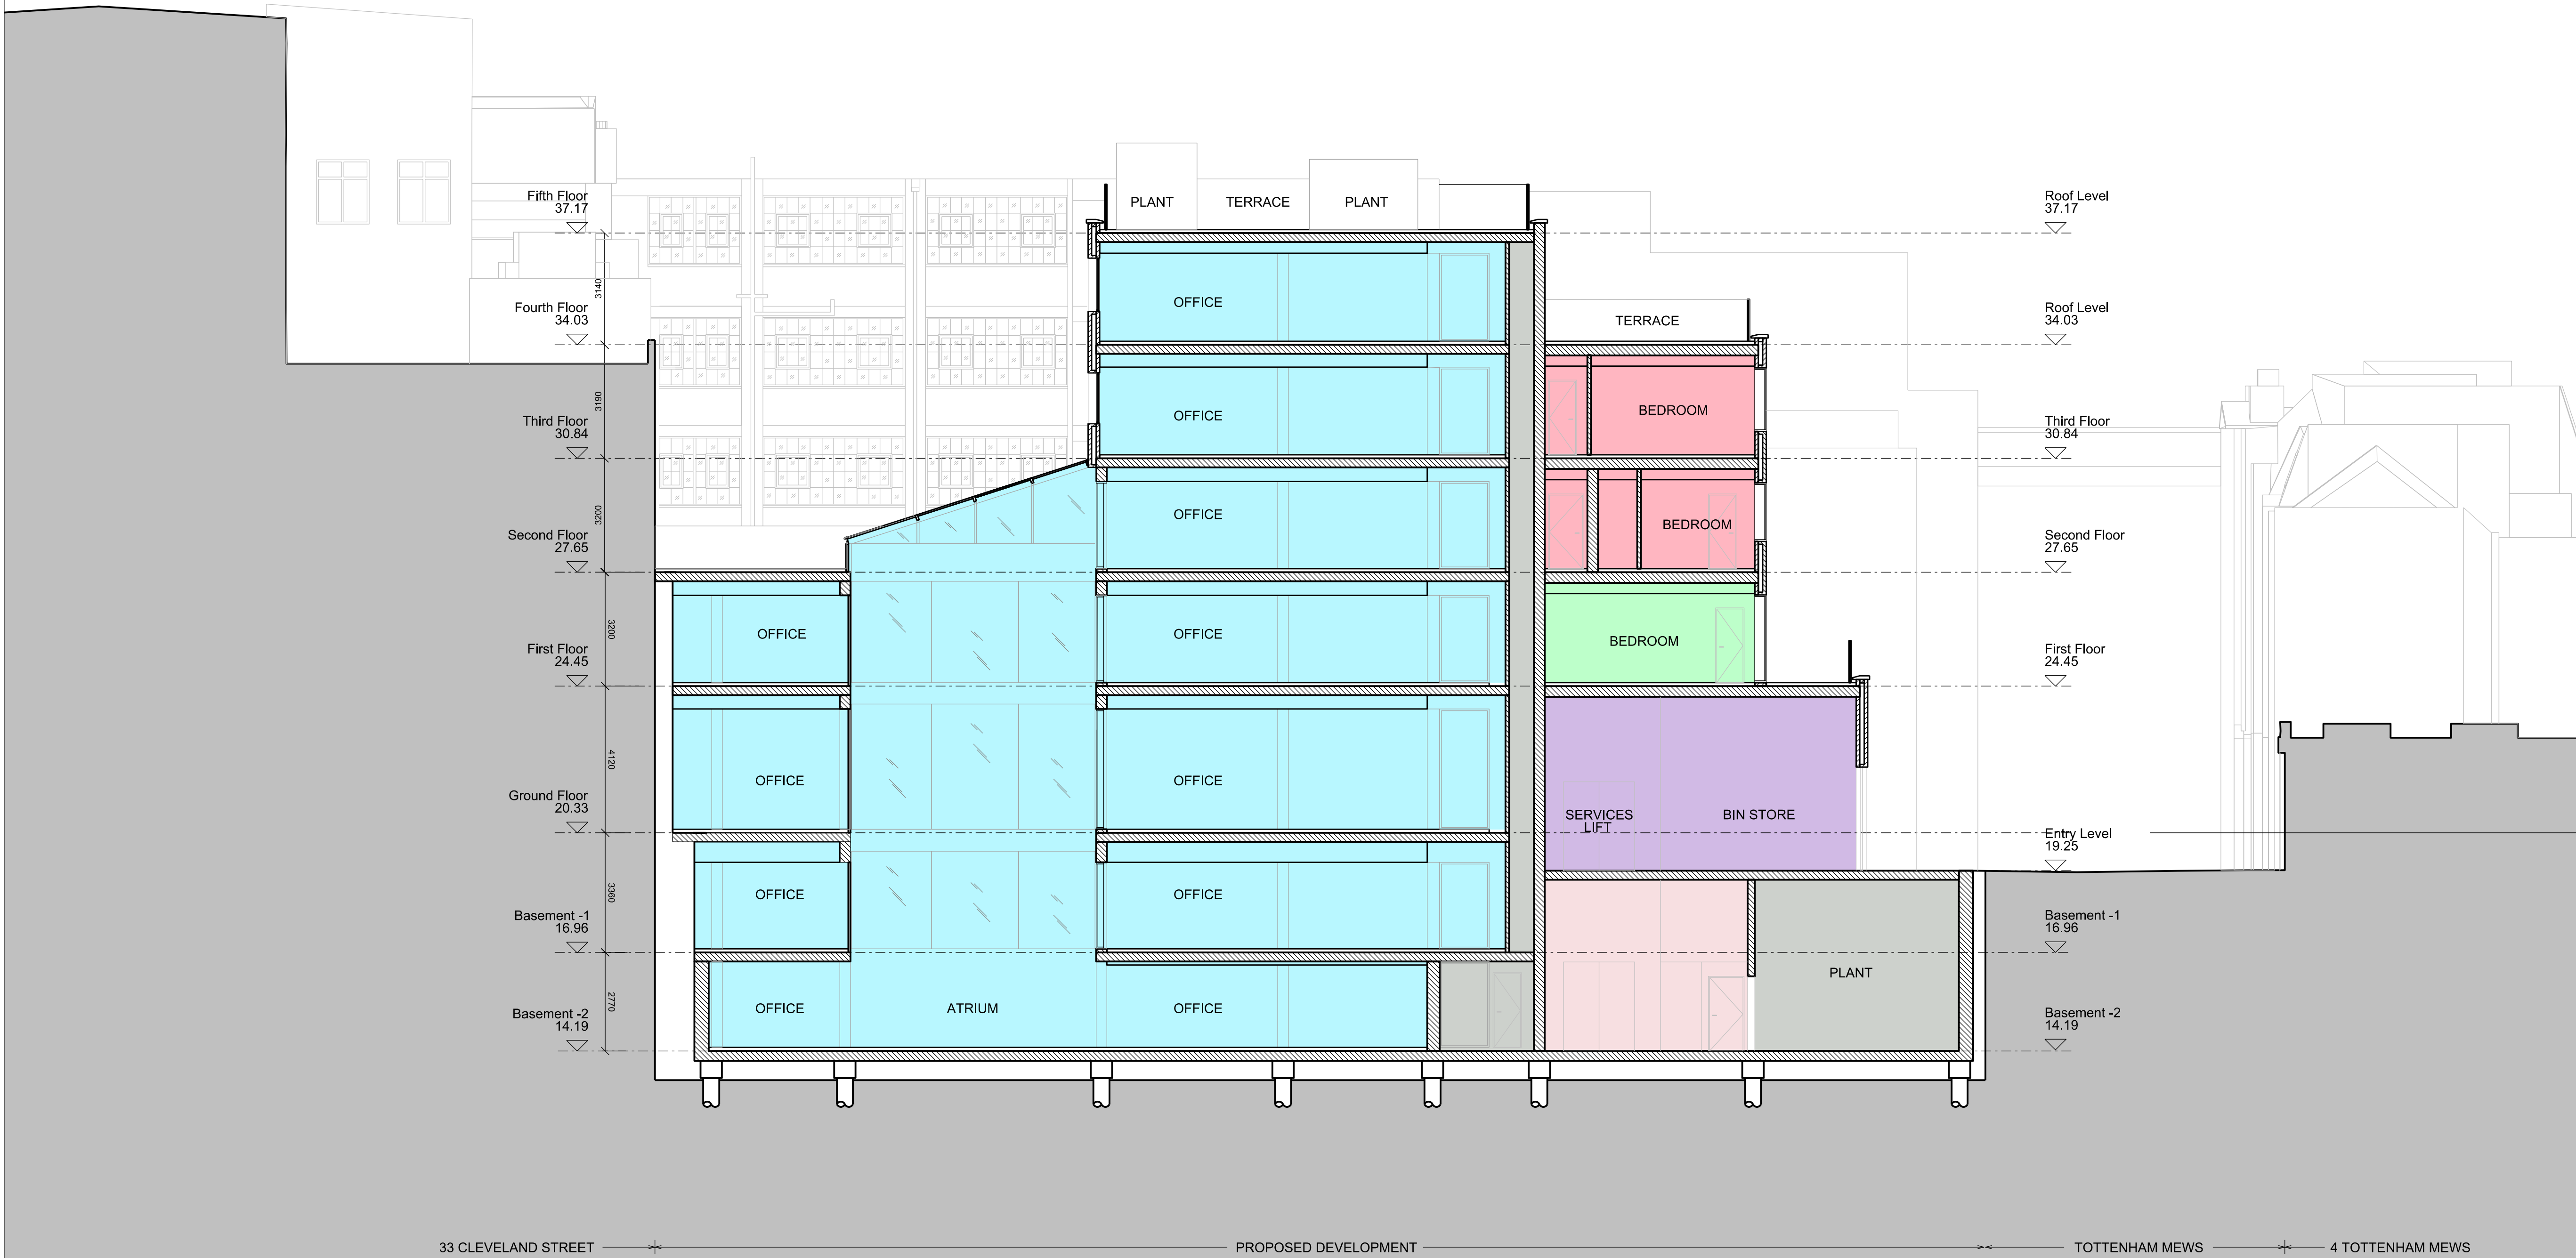 PLANT
TERRACE
PLANT
Fifth Floor
37.17
Roof Level
37.17
3140
OFFICE
Fourth Floor
34.03
TERRACE
Roof Level
34.03
3190
OFFICE
BEDROOM
Third Floor
30.84
Third Floor
30.84
3200
OFFICE
BEDROOM
Second Floor
27.65
Second Floor
27.65
3200
OFFICE
OFFICE
BEDROOM
First Floor
24.45
First Floor
24.45
4120
OFFICE
OFFICE
SERVICES
LIFT
BIN STORE
Ground Floor
20.33
Entry Level
19.25
3360
OFFICE
OFFICE
Basement -1
16.96
Basement -1
16.96
2770
OFFICE
ATRIUM
OFFICE
PLANT
Basement -2
14.19
Basement -2
14.19
33 CLEVELAND STREET
PROPOSED DEVELOPMENT
TOTTENHAM MEWS
4 TOTTENHAM MEWS